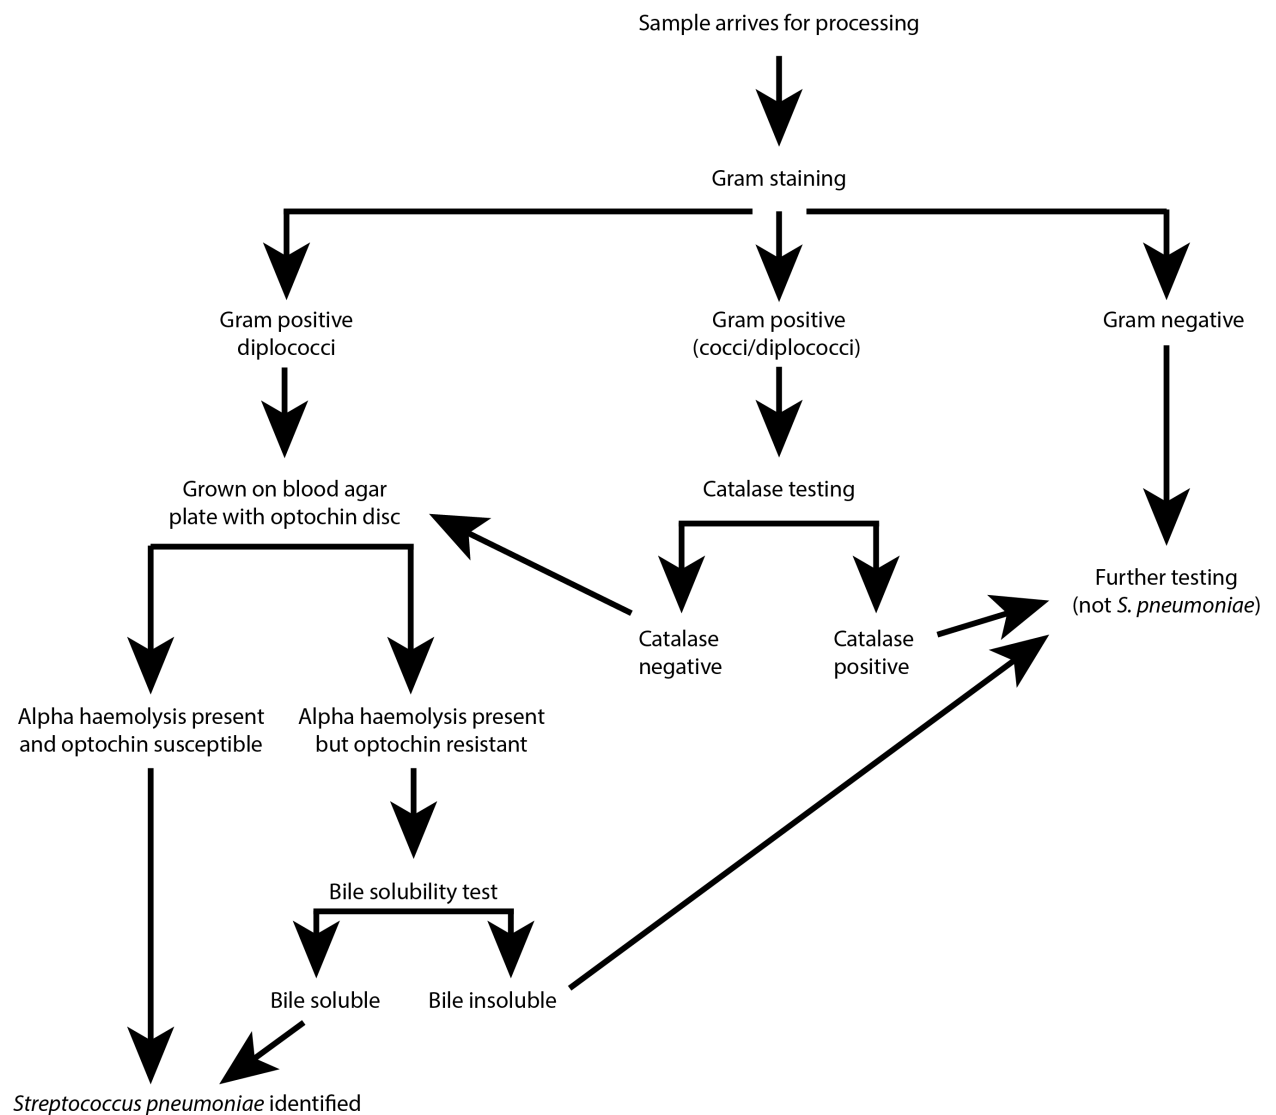 Sample arrives for processing
Gram staining
Gram positive
diplococci
Gram positive
(cocci/diplococci)
Gram negative
Grown on blood agar
plate with optochin disc
Catalase testing
Further testing
(not S. pneumoniae)
Catalase
negative
Catalase
positive
Alpha haemolysis present
and optochin susceptible
Alpha haemolysis present
but optochin resistant
Bile solubility test
Bile soluble
Bile insoluble
Streptococcus pneumoniae identified